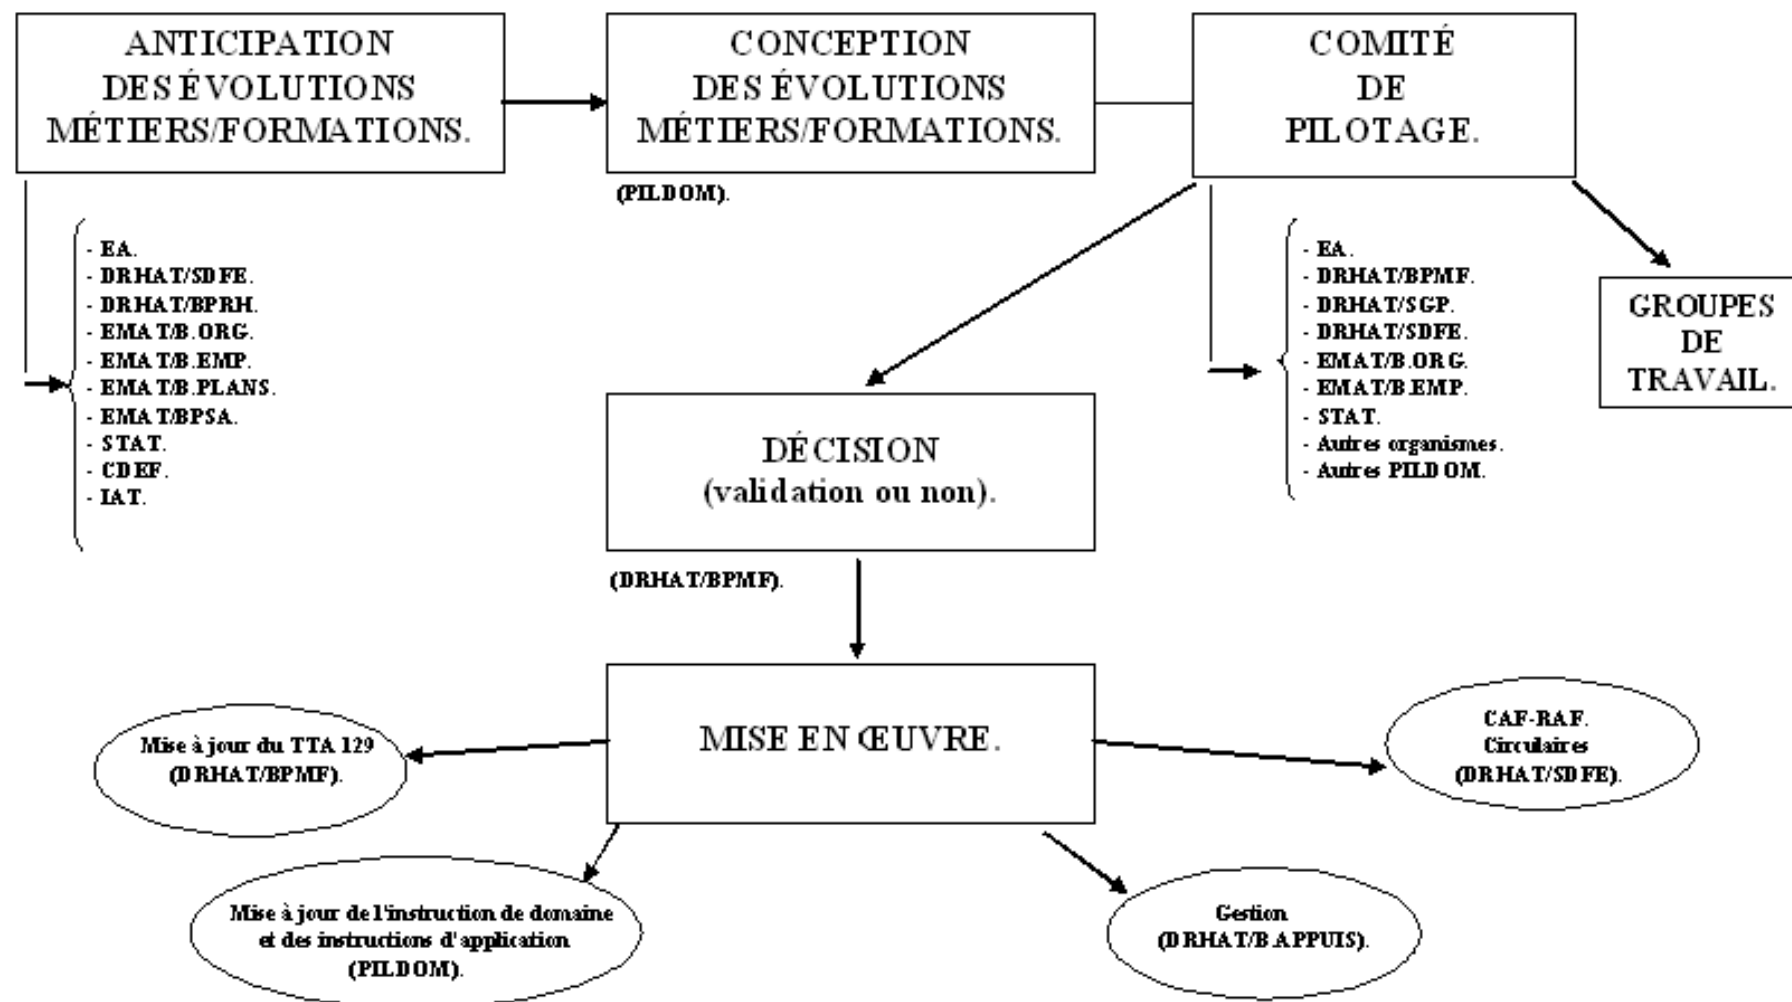 ANTICIPATION
DES ÉVOLUTIONS
MÉTIERS/FORMATIONS.
CONCEPTION
DES ÉVOLUTIONS
MÉTIERS/FORMATIONS.
(PILDOM).
COMITÉ
DE
PILOTAGE.
- EA.
- DRHAT/SDFE.
- DRHAT/BPRH.
- EMAT/B.ORG.
- EMAT/B.EMP.
- EMAT/B.PLANS.
- EMAT/BPSA.
- STAT.
- CDEF.
- IAT.
- EA.
- DRHAT/BPMF.
- DRHAT/SGP.
- DRHAT/SDFE.
- EMAT/B.ORG.
- EMAT/B.EMP.
- STAT.
- Autres organismes.
- Autres PILDOM.
GROUPES
DE
TRAVAIL.
DÉCISION
(validation ou non).
(DRHAT/BPMF).
MISE EN ŒUVRE.
Mise à jour du TTA 129
(DRHAT/BPMF).
CAF-RAF.
Circulaires
(DRHAT/SDFE).
Mise à jour de l'instruction de domaine
et des instructions d'application
(PILDOM).
Gestion
(DRHAT/B APPUIS).